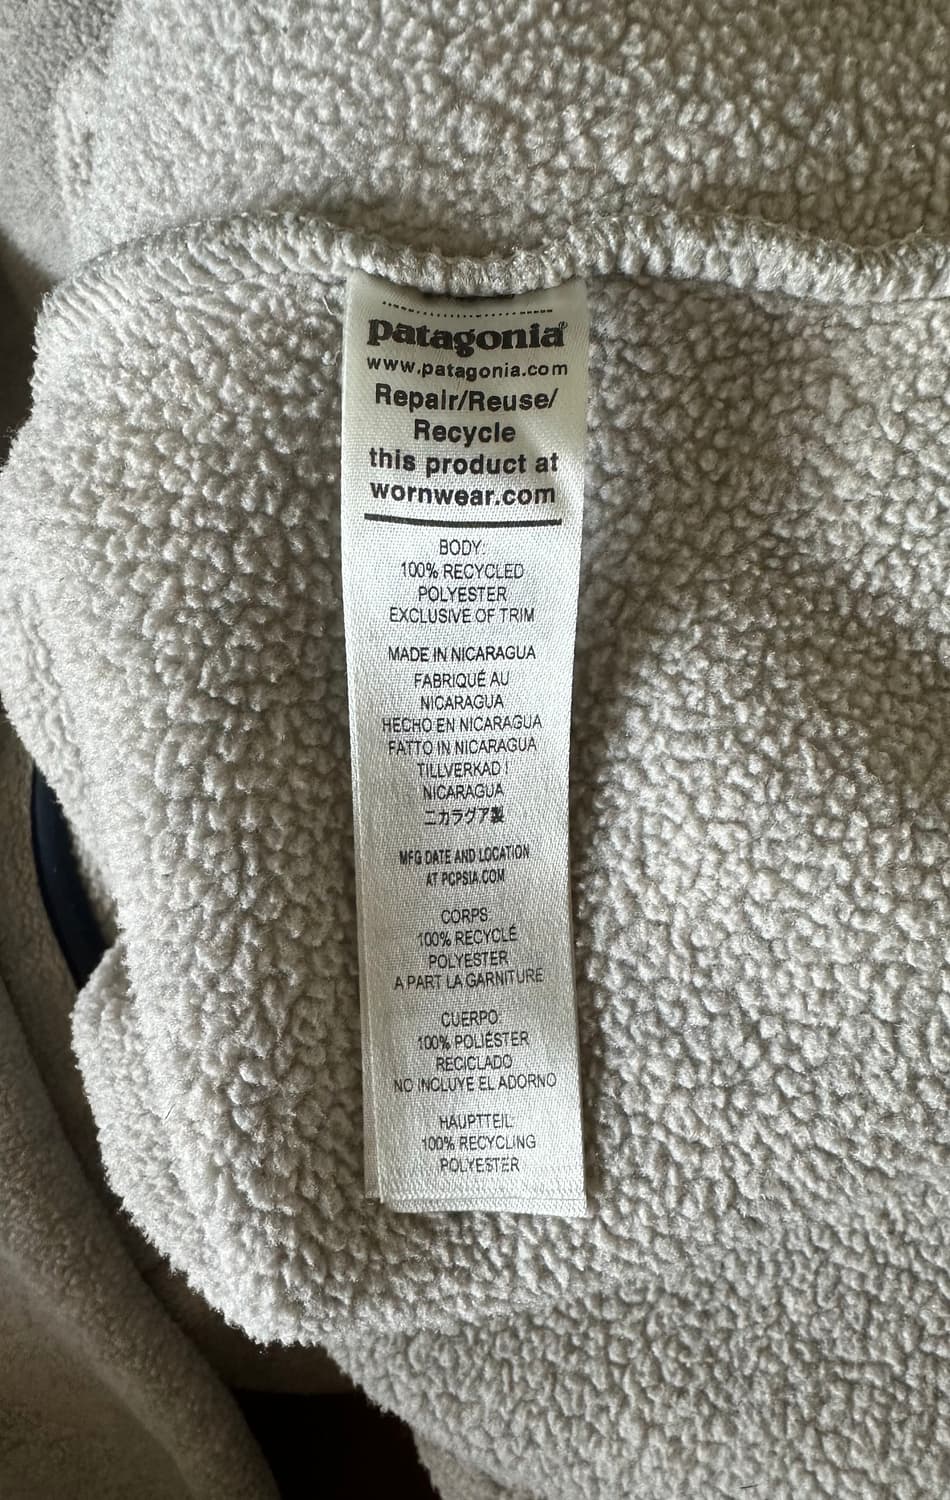 patagonia®
www.patagonia.com
Repair/Reuse/
Recycle
this product at
wornwear.com
BODY:
100% RECYCLED
POLYESTER
EXCLUSIVE OF TRIM
MADE IN NICARAGUA
FABRIQUÉ AU
NICARAGUA
HECHO EN NICARAGUA
FATTO IN NICARAGUA
TILLVERKAD I
NICARAGUA
ニカラグア製
MFG DATE AND LOCATION
AT PCPSIA.COM
CORPS:
100% RECYCLÉ
POLYESTER
A PART LA GARNITURE
CUERPO:
100% POLIÉSTER
RECICLADO
NO INCLUYE EL ADORNO
HAUPTTEIL:
100% RECYCLING
POLYESTER